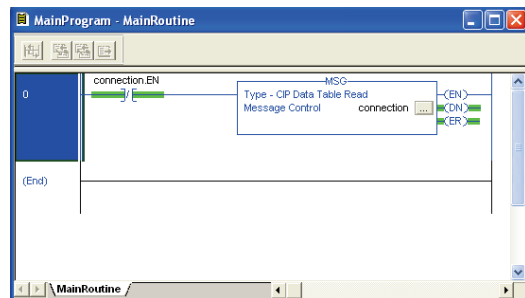 MainProgram - MainRoutine
connection.EN
MSG
0
Type - CIP Data Table Read
EN
Message Control connection ...
DN
ER
(End)
MainRoutine